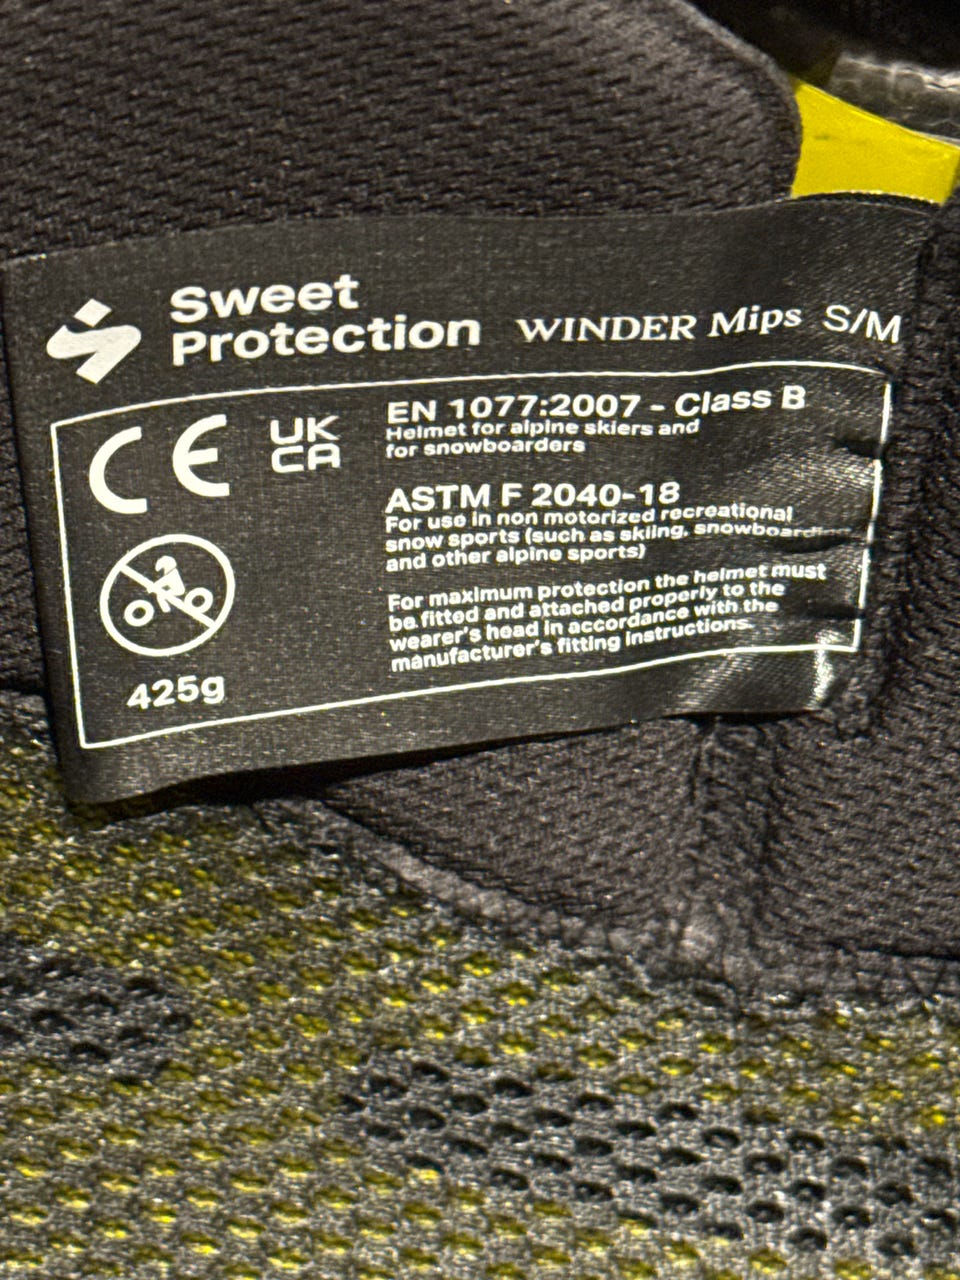 Sweet
Protection WINDER Mips S/M
CE UK
CA
EN 1077:2007 - Class B
Helmet for alpine skiers and
for snowboarders
ASTM F 2040-18
For use in non motorized recreational
snow sports (such as skiing, snowboarding
and other alpine sports)
For maximum protection the helmet must
be fitted and attached properly to the
wearer's head in accordance with the
manufacturer's fitting instructions.
425g